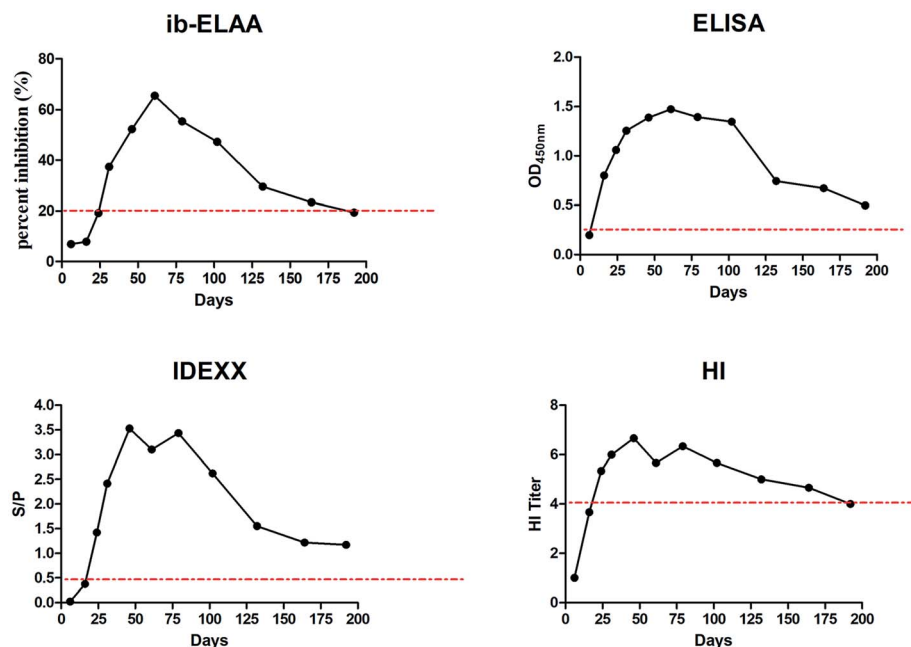 ib-ELAA
percent inhibition (%)
80
60
40
20
0
0 25 50 75 100 125 150 175 200
Days
ELISA
OD450nm
2.0
1.5
1.0
0.5
0.0
0 25 50 75 100 125 150 175 200
Days
IDEXX
S/P
4.0
3.5
3.0
2.5
2.0
1.5
1.0
0.5
0.0
0 25 50 75 100 125 150 175 200
Days
HI
HI Titer
8
6
4
2
0
0 25 50 75 100 125 150 175 200
Days